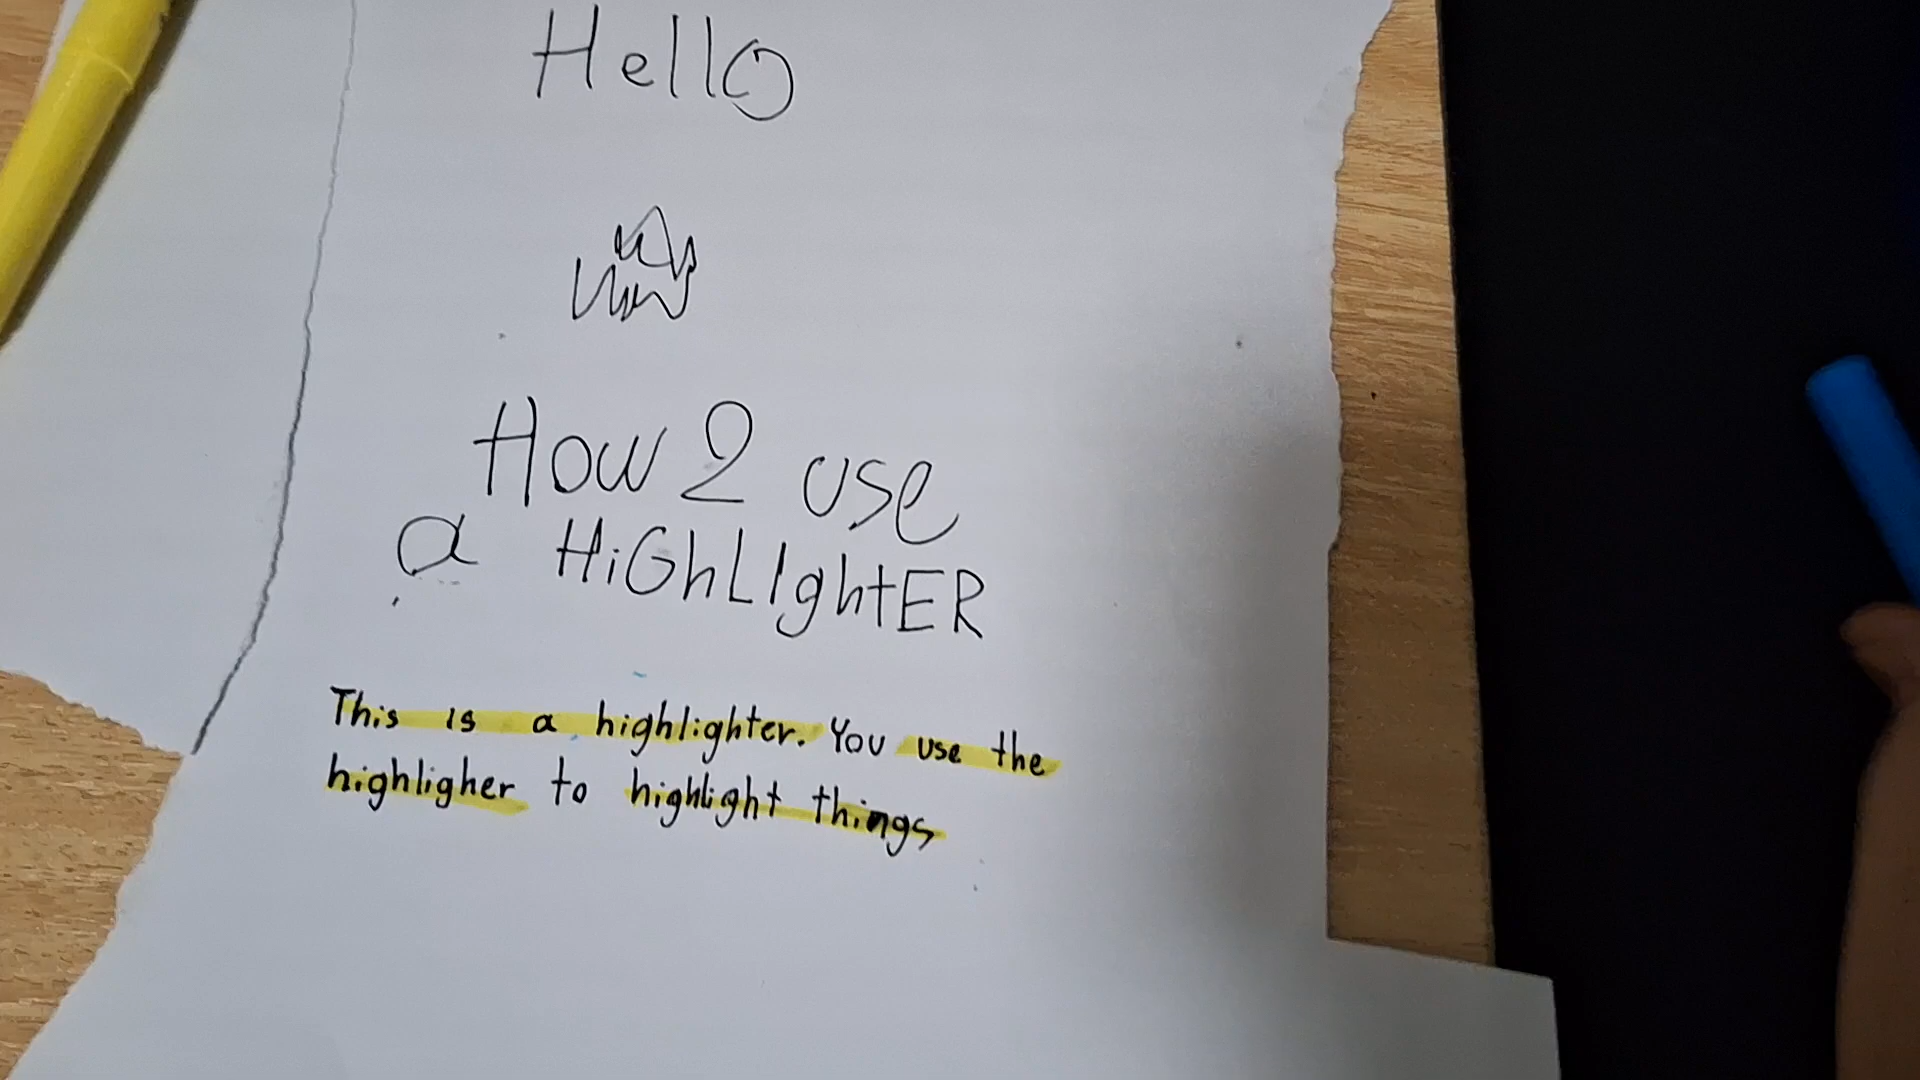 Hello
How 2 use
a HiGhLIghtER
This is a highlighter. You use the
highligher to highlight things